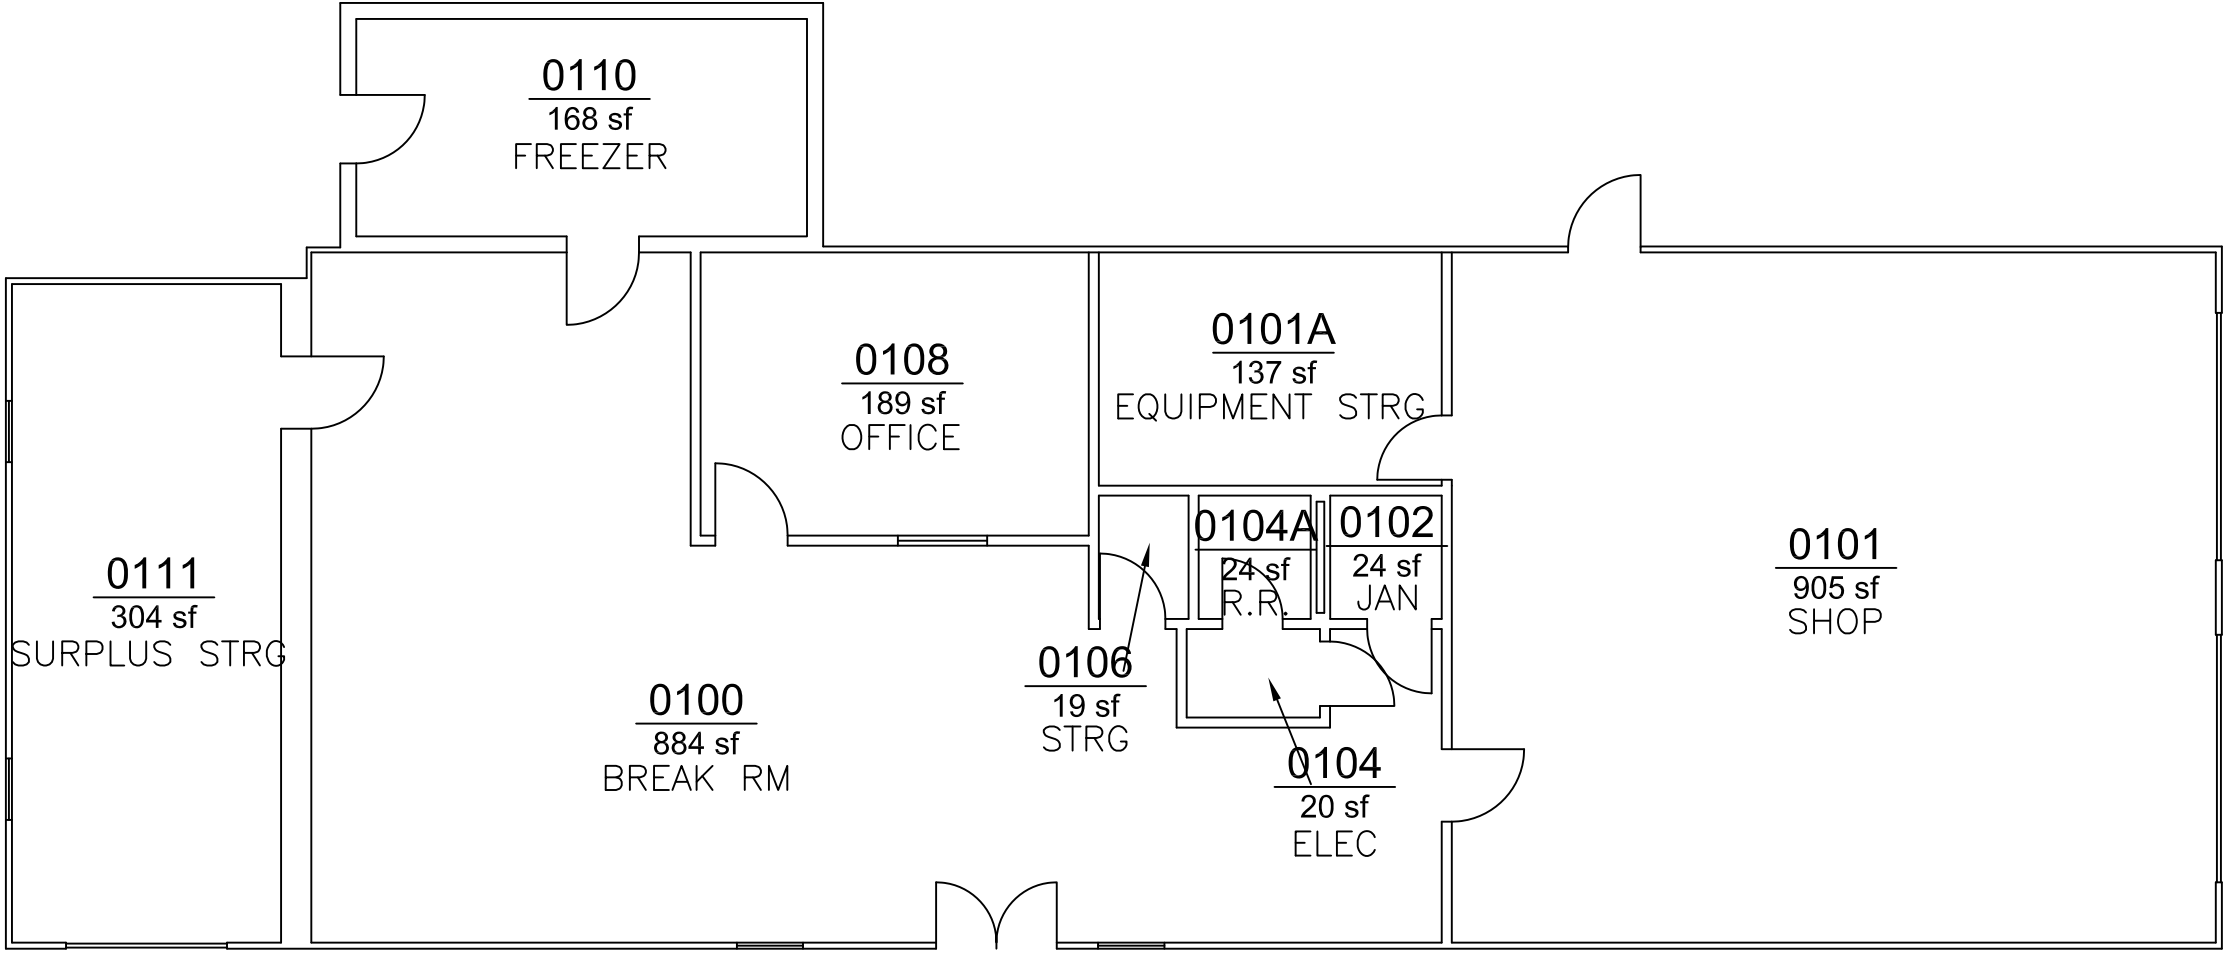 0110
168 sf
FREEZER
0108
189 sf
OFFICE
0101A
137 sf
EQUIPMENT STRG
0111
304 sf
SURPLUS STRG
0100
884 sf
BREAK RM
0106
19 sf
STRG
0104A
24 sf
R.R.
0102
24 sf
JAN
0104
20 sf
ELEC
0101
905 sf
SHOP